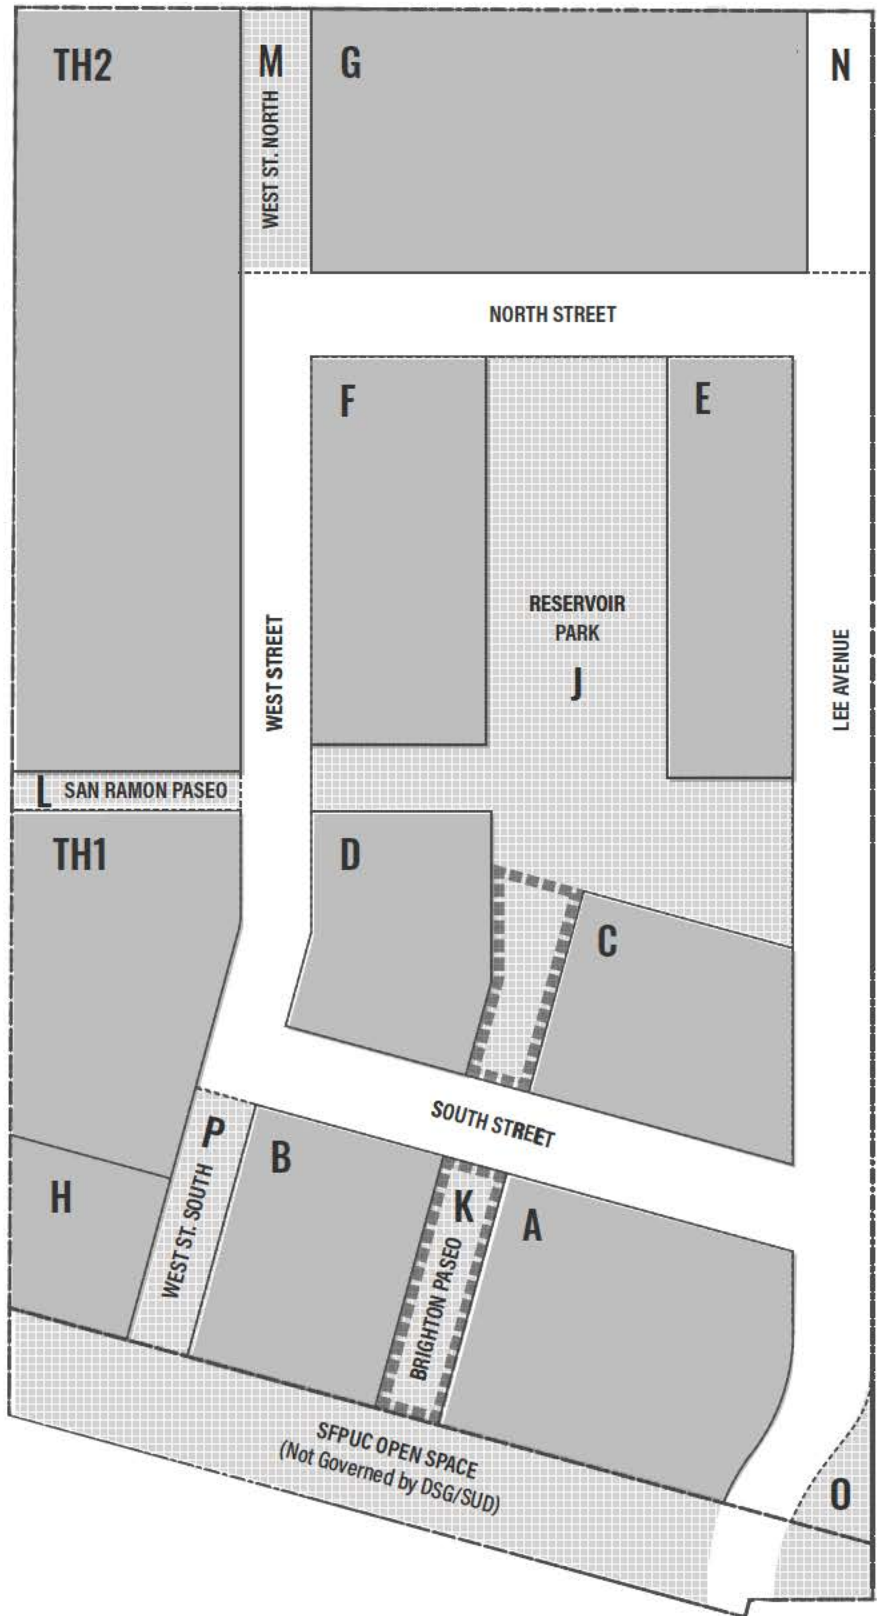 TH2
M
WEST ST. NORTH
G
N
NORTH STREET
F
E
RESERVOIR
PARK
J
WEST STREET
LEE AVENUE
L
SAN RAMON PASEO
TH1
D
C
SOUTH STREET
P
WEST ST. SOUTH
B
K
BRIGHTON PASEO
A
H
SFPUC OPEN SPACE
(Not Governed by DSG/SUD)
O